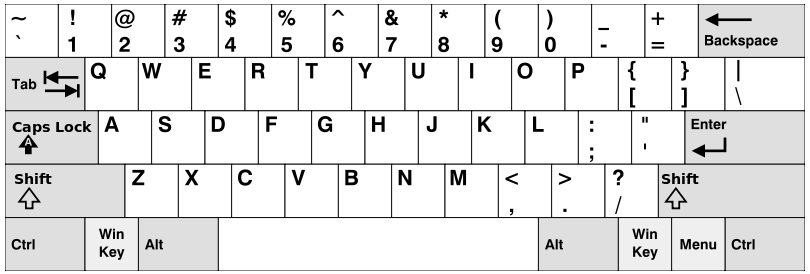 ~ ! @ # $ % ^ & * ( ) _ +
` 1 2 3 4 5 6 7 8 9 0 - = Backspace
Tab Q W E R T Y U I O P { } |
[ ] \
Caps Lock A S D F G H J K L : " Enter
A ; '
Shift Z X C V B N M < > ? Shift
, . /
Ctrl Win Key Alt Alt Win Key Menu Ctrl